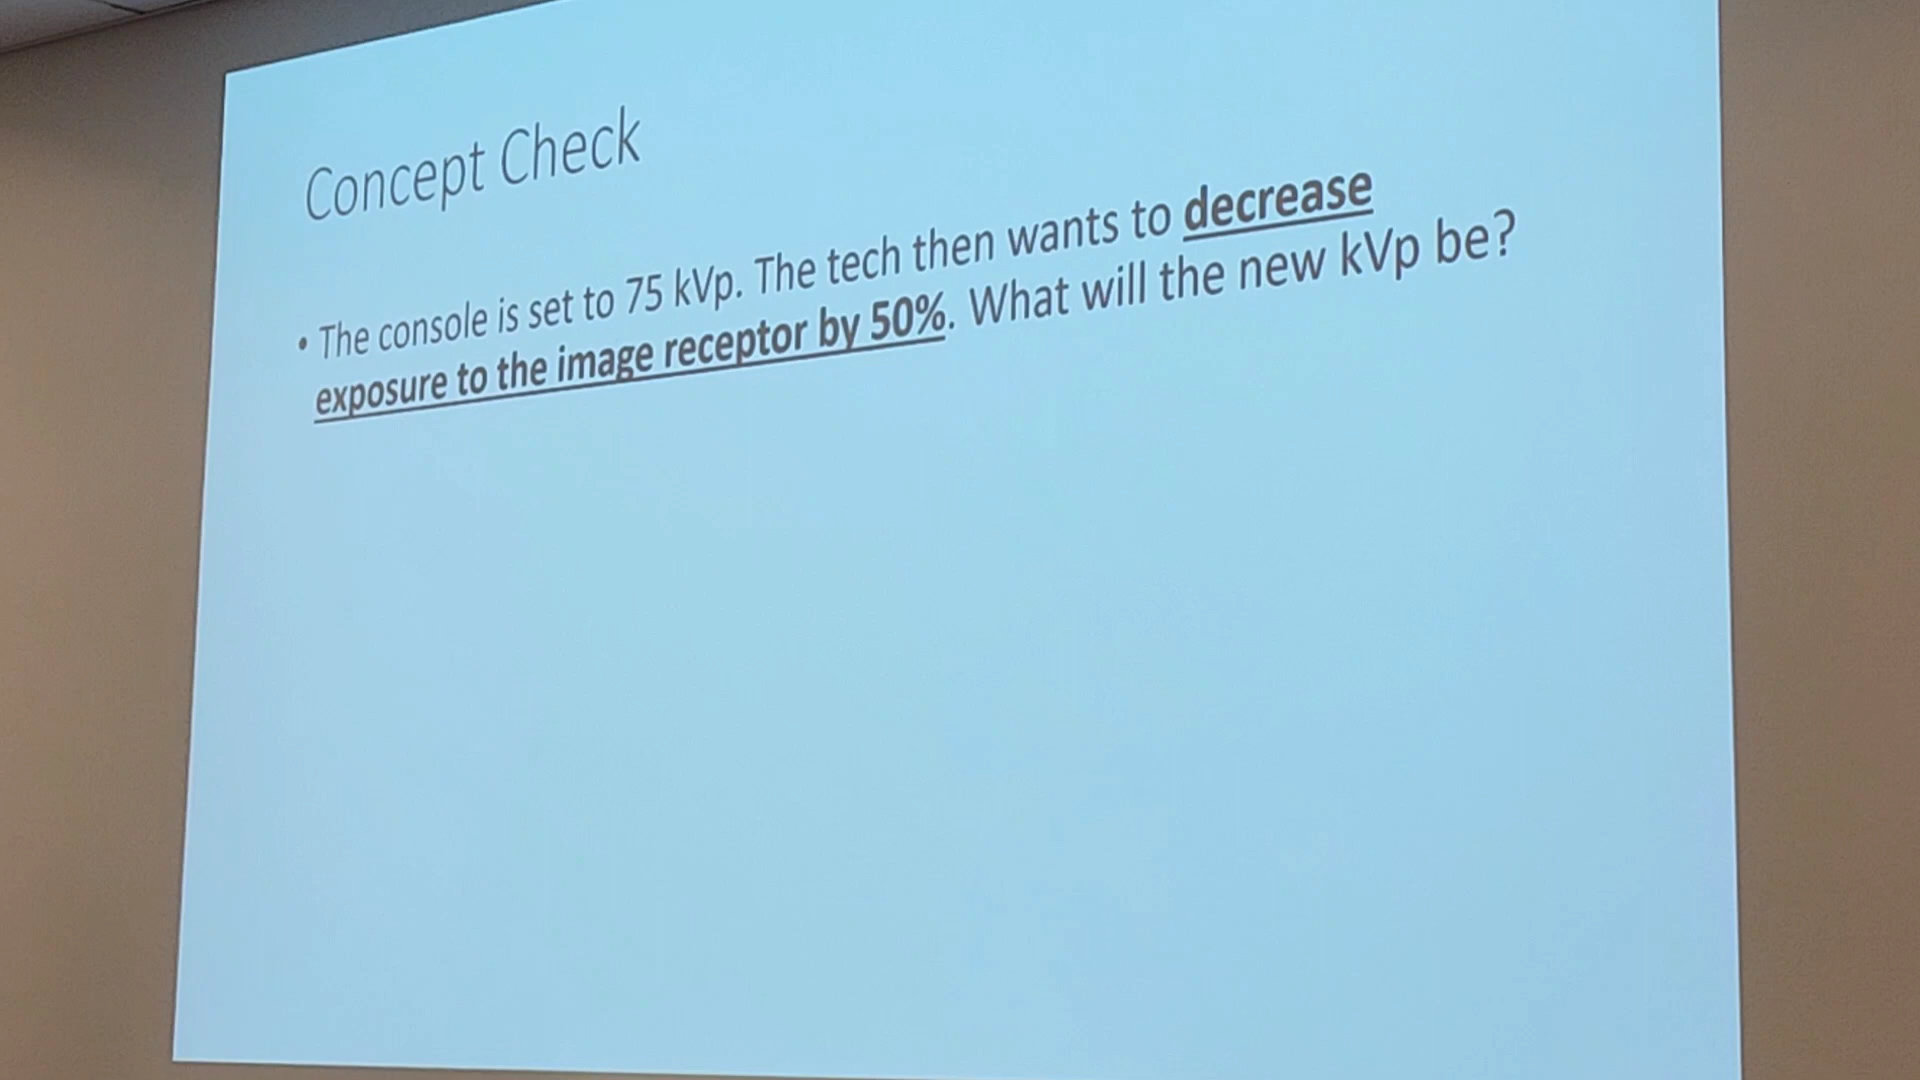 Concept Check
• The console is set to 75 kVp. The tech then wants to decrease
exposure to the image receptor by 50%. What will the new kVp be?